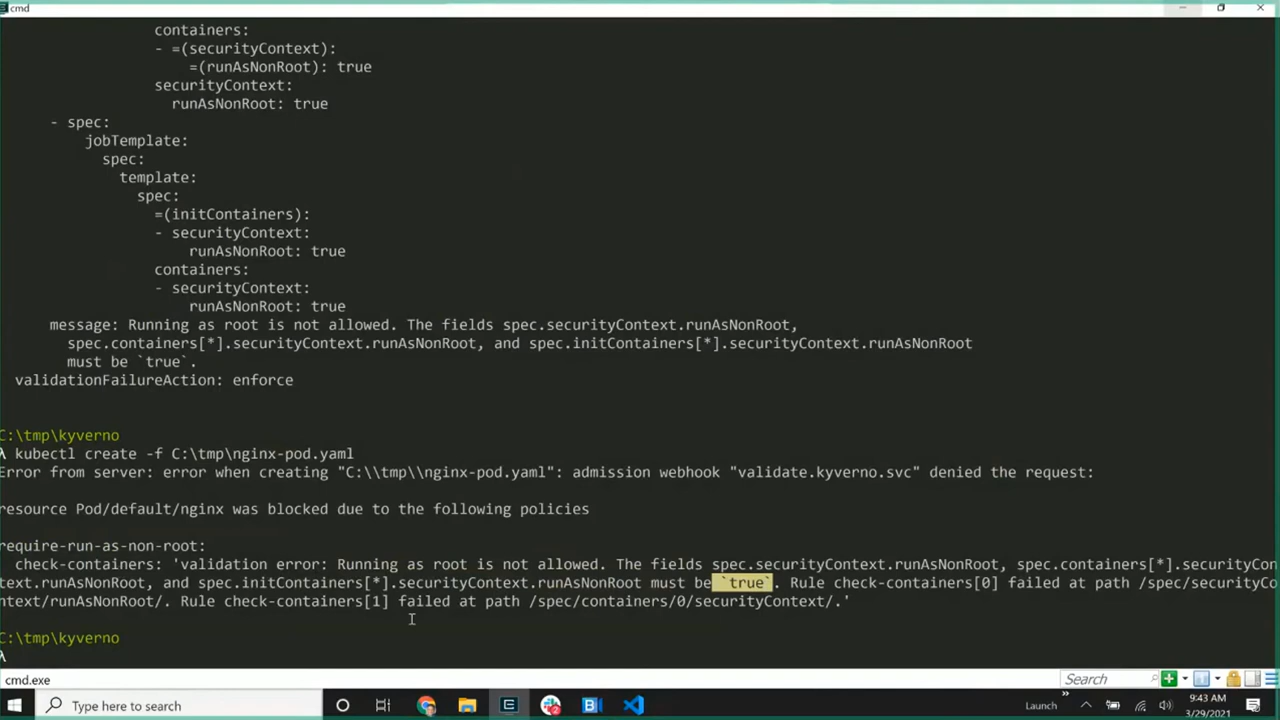 cmd
containers:
- =(securityContext):
=(runAsNonRoot): true
securityContext:
runAsNonRoot: true
- spec:
jobTemplate:
spec:
template:
spec:
=(initContainers):
- securityContext:
runAsNonRoot: true
containers:
- securityContext:
runAsNonRoot: true
message: Running as root is not allowed. The fields spec.securityContext.runAsNonRoot,
spec.containers[*].securityContext.runAsNonRoot, and spec.initContainers[*].securityContext.runAsNonRoot
must be `true`.
validationFailureAction: enforce
C:\tmp\kyverno
λ kubectl create -f C:\tmp\nginx-pod.yaml
Error from server: error when creating "C:\\tmp\\nginx-pod.yaml": admission webhook "validate.kyverno.svc" denied the request:
resource Pod/default/nginx was blocked due to the following policies
require-run-as-non-root:
check-containers: 'validation error: Running as root is not allowed. The fields spec.securityContext.runAsNonRoot, spec.containers[*].securityCon
text.runAsNonRoot, and spec.initContainers[*].securityContext.runAsNonRoot must be `true`. Rule check-containers[0] failed at path /spec/securityCo
ntext/runAsNonRoot/. Rule check-containers[1] failed at path /spec/containers/0/securityContext/.'
C:\tmp\kyverno
λ
cmd.exe
Search
Type here to search
Launch
9:43 AM
3/29/2021